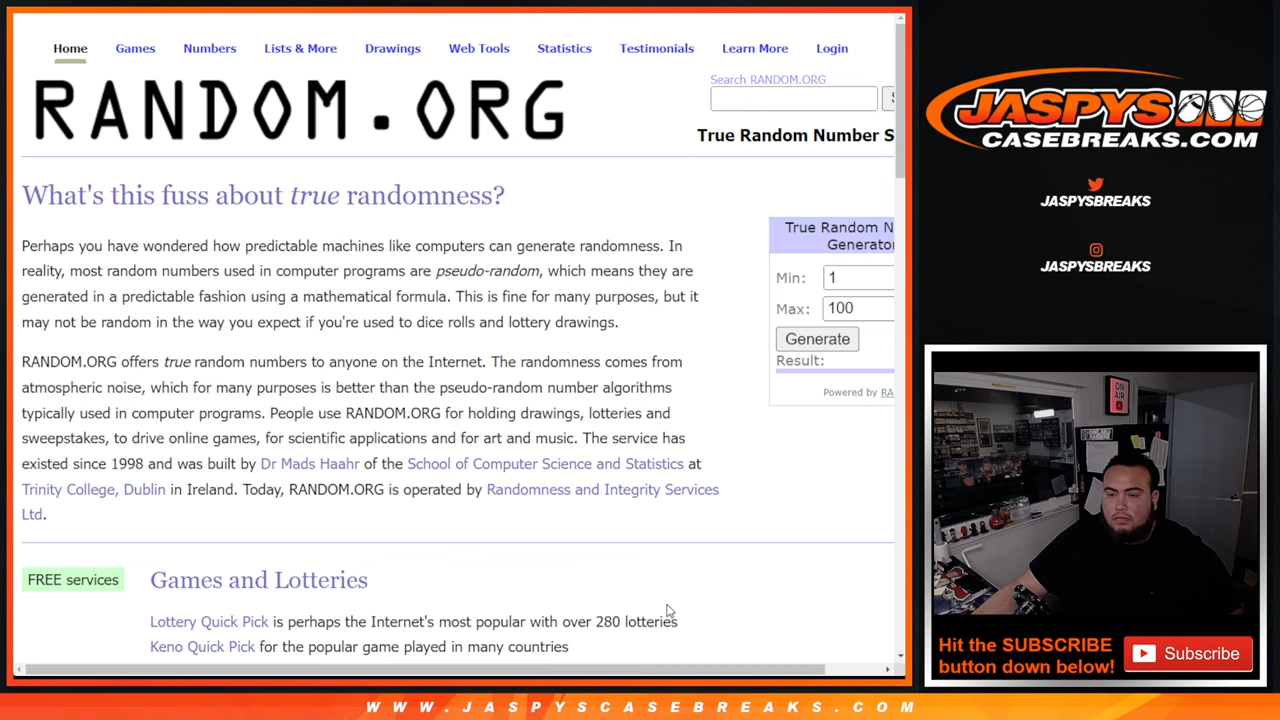 Home Games Numbers Lists & More Drawings Web Tools Statistics Testimonials Learn More Login
RANDOM.ORG
Search RANDOM.ORG
True Random Number S
What's this fuss about true randomness?
Perhaps you have wondered how predictable machines like computers can generate randomness. In
reality, most random numbers used in computer programs are pseudo-random, which means they are
generated in a predictable fashion using a mathematical formula. This is fine for many purposes, but it
may not be random in the way you expect if you're used to dice rolls and lottery drawings.
RANDOM.ORG offers true random numbers to anyone on the Internet. The randomness comes from
atmospheric noise, which for many purposes is better than the pseudo-random number algorithms
typically used in computer programs. People use RANDOM.ORG for holding drawings, lotteries and
sweepstakes, to drive online games, for scientific applications and for art and music. The service has
existed since 1998 and was built by Dr Mads Haahr of the School of Computer Science and Statistics at
Trinity College, Dublin in Ireland. Today, RANDOM.ORG is operated by Randomness and Integrity Services
Ltd.
True Random N
Generato
Min: 1
Max: 100
Generate
Result:
Powered by RA
FREE services
Games and Lotteries
Lottery Quick Pick is perhaps the Internet's most popular with over 280 lotteries
Keno Quick Pick for the popular game played in many countries
JASPYS
CASEBREAKS.COM
JASPYSBREAKS
JASPYSBREAKS
ON
AIR
Hit the SUBSCRIBE
button down below!
Subscribe
WWW.JASPYSCASEBREAKS.COM